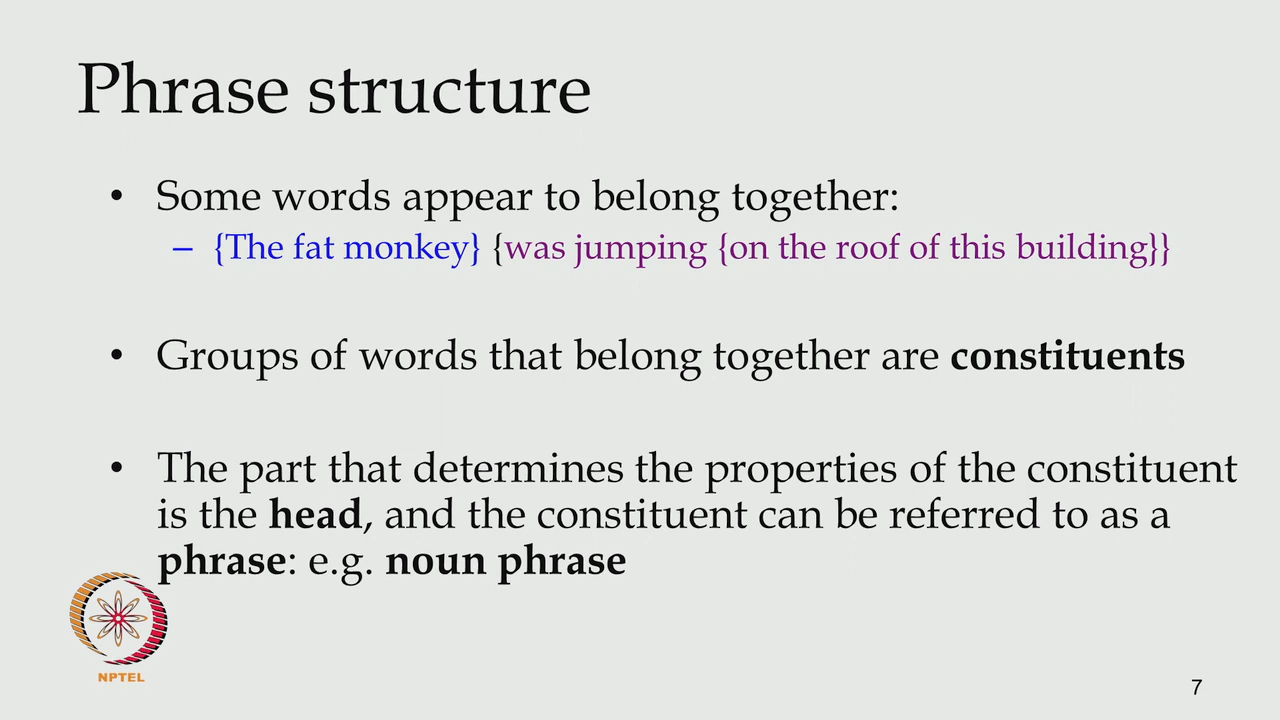 Phrase structure
• Some words appear to belong together:
– {The fat monkey} {was jumping {on the roof of this building}}
• Groups of words that belong together are constituents
• The part that determines the properties of the constituent
is the head, and the constituent can be referred to as a
phrase: e.g. noun phrase
NPTEL
7